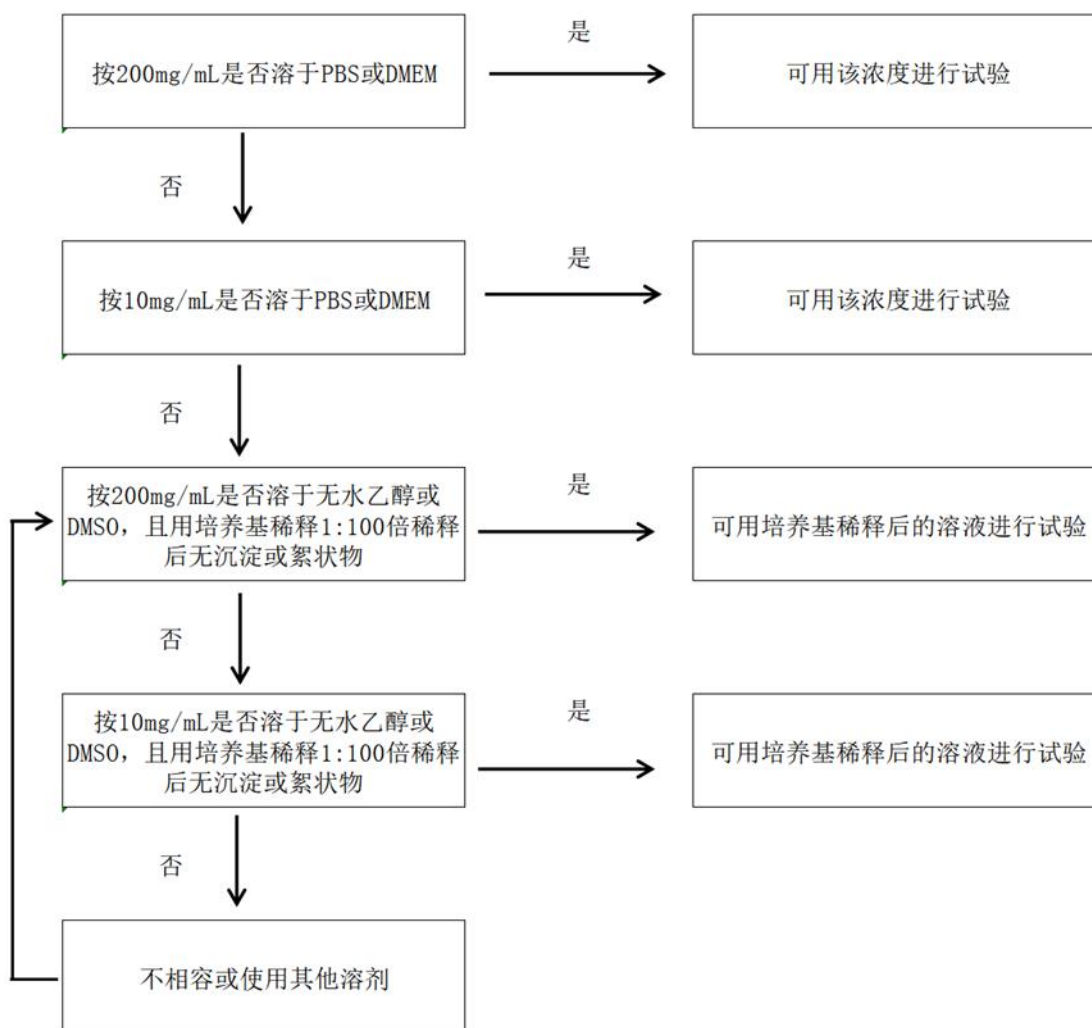 按200mg/mL是否溶于PBS或DMEM
是
可用该浓度进行试验
否
按10mg/mL是否溶于PBS或DMEM
是
可用该浓度进行试验
否
按200mg/mL是否溶于无水乙醇或
DMSO，且用培养基稀释1:100倍稀释
后无沉淀或絮状物
是
可用培养基稀释后的溶液进行试验
否
按10mg/mL是否溶于无水乙醇或
DMSO，且用培养基稀释1:100倍稀释
后无沉淀或絮状物
是
可用培养基稀释后的溶液进行试验
否
不相容或使用其他溶剂